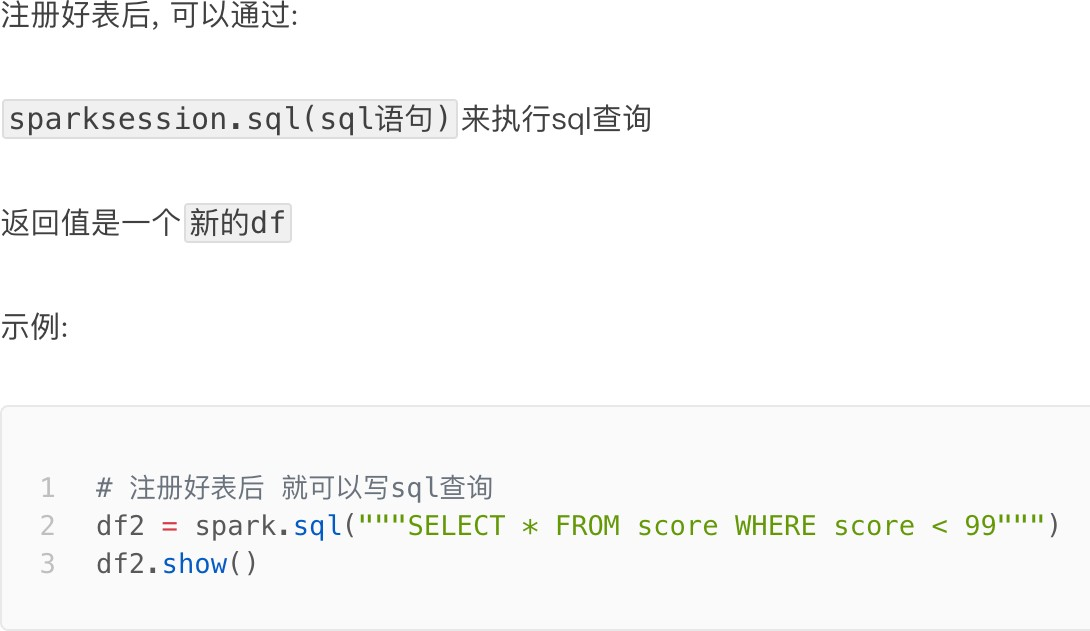 注册好表后, 可以通过:
sparksession.sql(sql语句)来执行sql查询
返回值是一个新的df
示例:
1 # 注册好表后 就可以写sql查询
2 df2 = spark.sql("""SELECT * FROM score WHERE score < 99""")
3 df2.show()